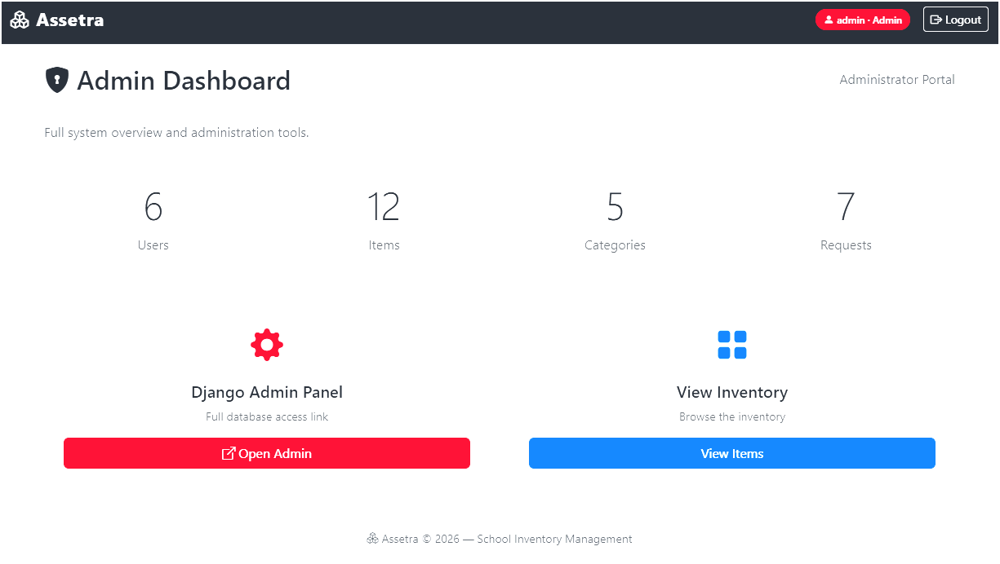 Assetra
admin · Admin
Logout
Admin Dashboard
Administrator Portal
Full system overview and administration tools.
6
Users
12
Items
5
Categories
7
Requests
Django Admin Panel
Full database access link
Open Admin
View Inventory
Browse the inventory
View Items
Assetra © 2026 — School Inventory Management